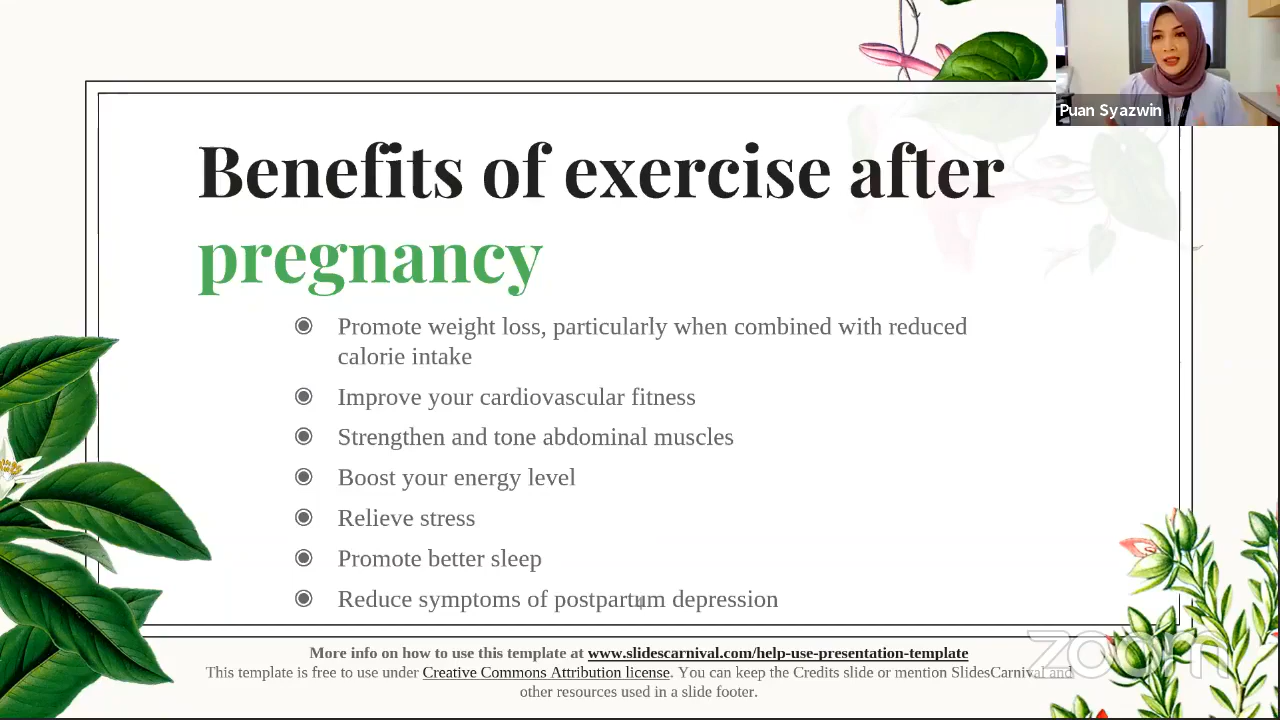 Puan Syazwin
Benefits of exercise after
pregnancy
◉ Promote weight loss, particularly when combined with reduced
calorie intake
◉ Improve your cardiovascular fitness
◉ Strengthen and tone abdominal muscles
◉ Boost your energy level
◉ Relieve stress
◉ Promote better sleep
◉ Reduce symptoms of postpartum depression
4
More info on how to use this template at www.slidescarnival.com/help-use-presentation-template
This template is free to use under Creative Commons Attribution license. You can keep the Credits slide or mention SlidesCarnival and
other resources used in a slide footer.
zoom